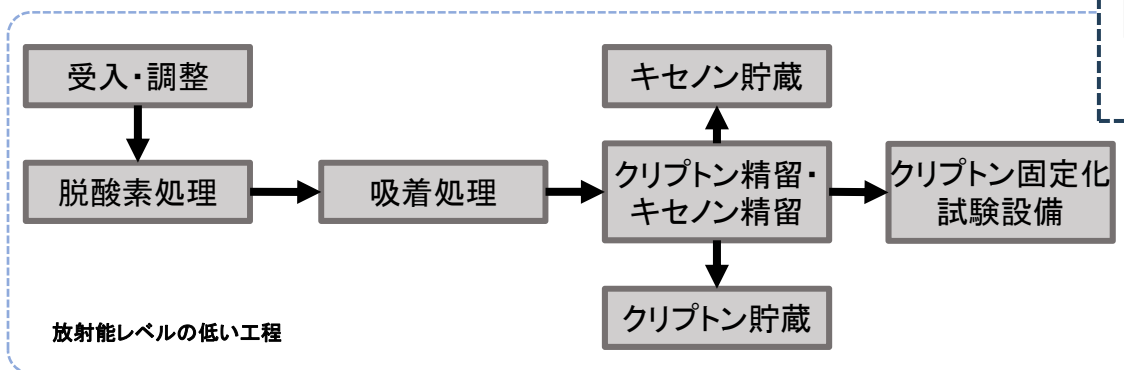 受入・調整
キセノン貯蔵
脱酸素処理
吸着処理
クリプトン精留・
キセノン精留
クリプトン固定化
試験設備
クリプトン貯蔵
放射能レベルの低い工程